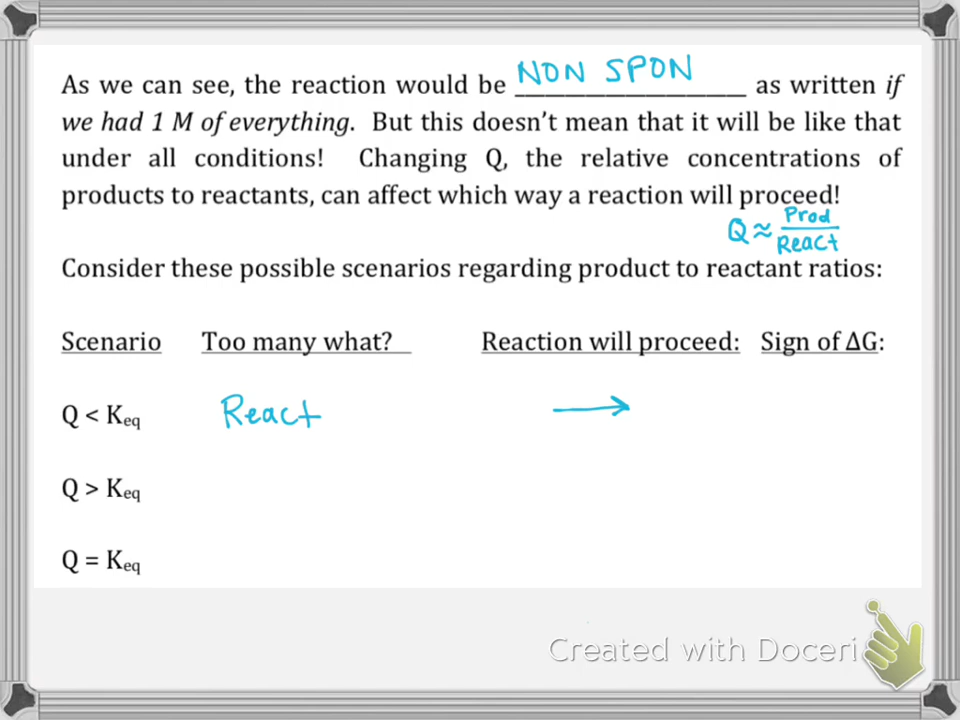 As we can see, the reaction would be NON SPON as written if
we had 1 M of everything. But this doesn't mean that it will be like that
under all conditions! Changing Q, the relative concentrations of
products to reactants, can affect which way a reaction will proceed!
Q ≈ Prod
React
Consider these possible scenarios regarding product to reactant ratios:
Scenario Too many what? Reaction will proceed: Sign of ΔG:
Q < Keq React →
Q > Keq
Q = Keq
Created with Doceri